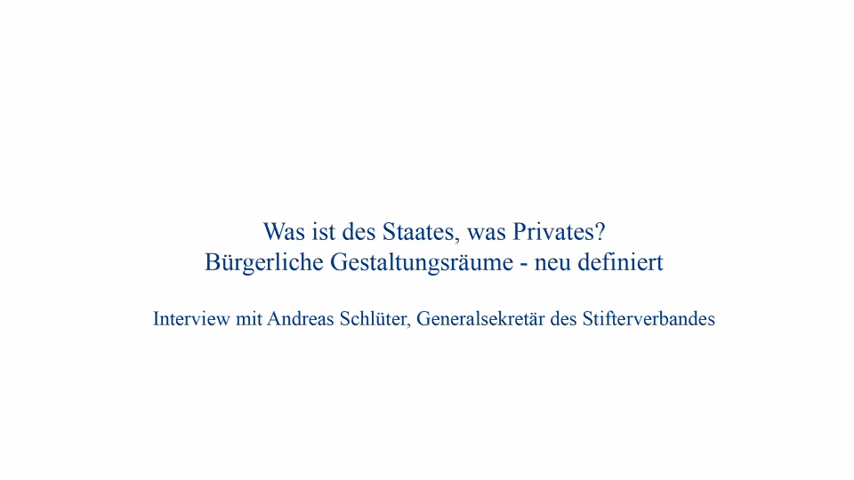 Was ist des Staates, was Privates?
Bürgerliche Gestaltungsräume - neu definiert
Interview mit Andreas Schlüter, Generalsekretär des Stifterverbandes